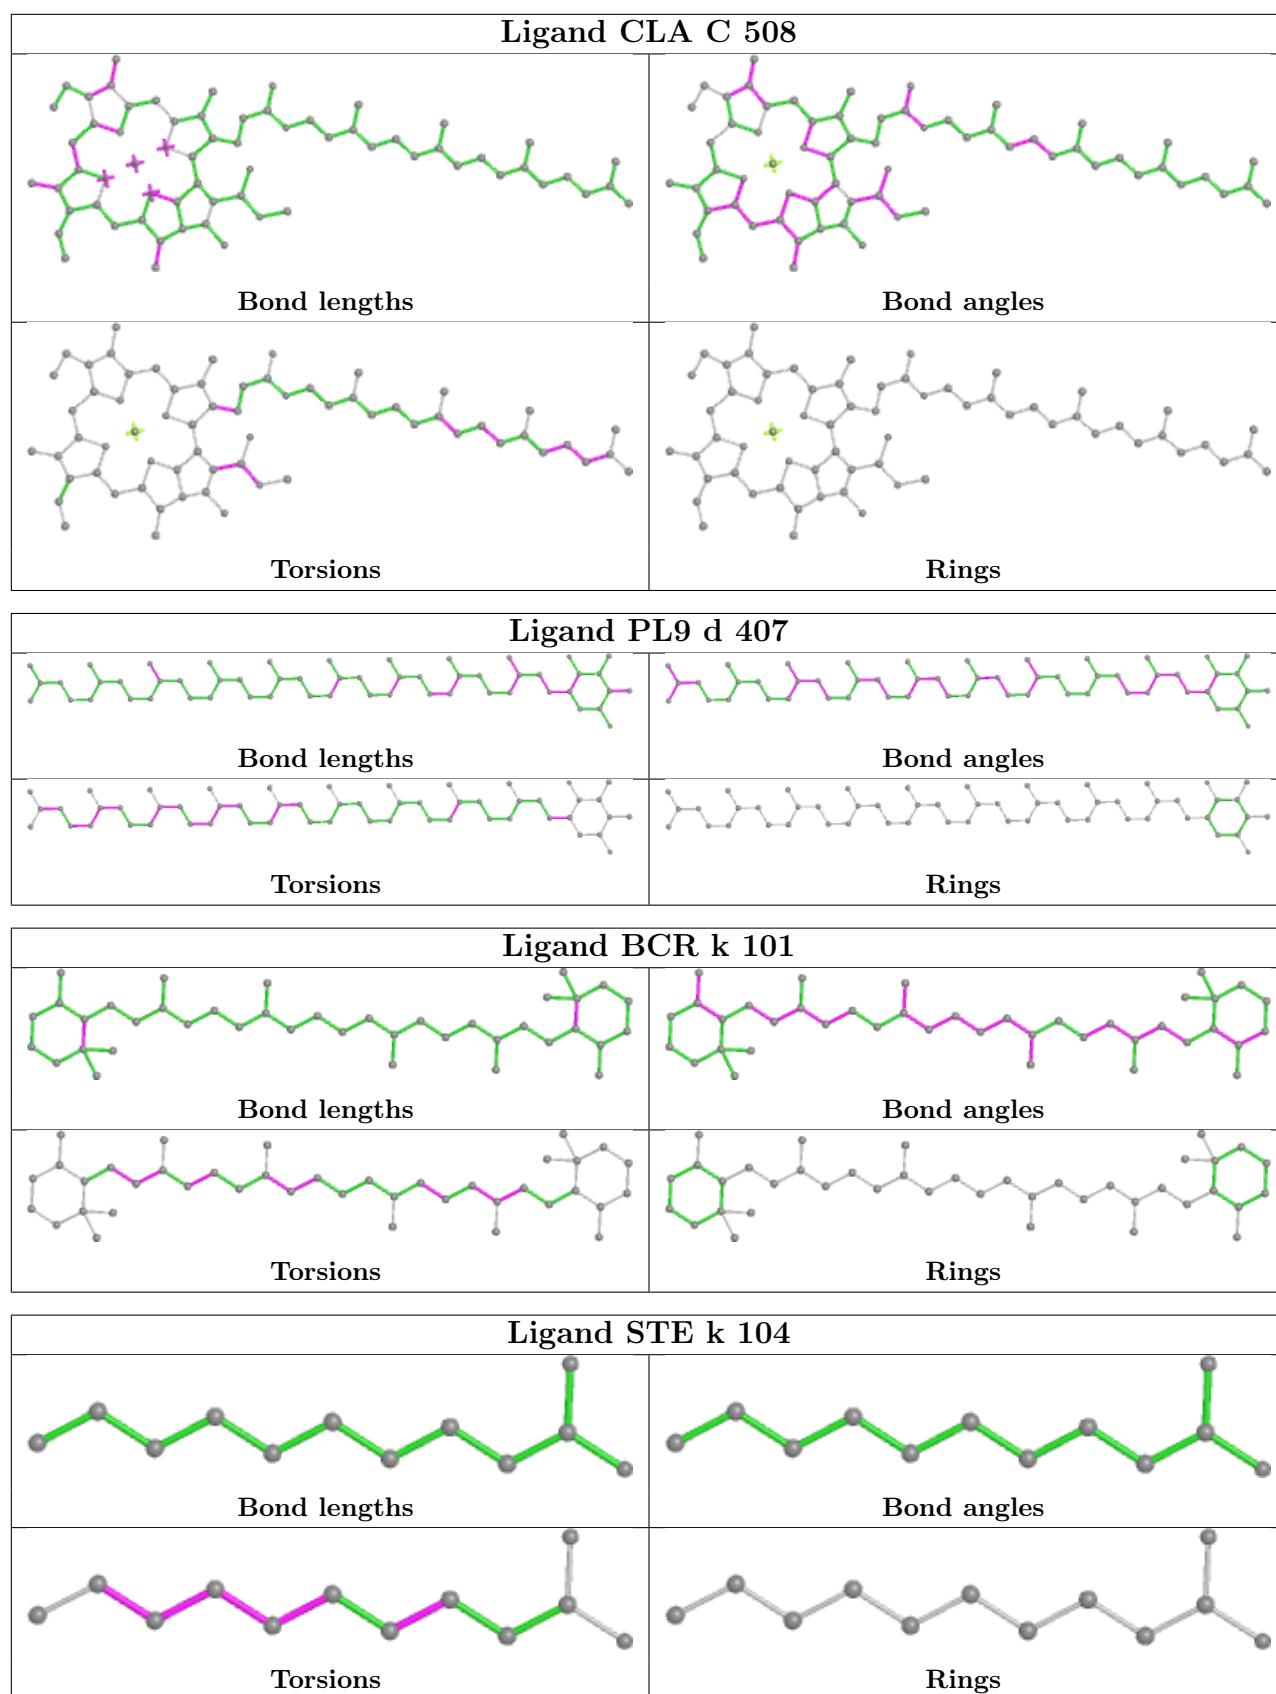 Ligand CLA C 508
Bond lengths
Bond angles
Torsions
Rings
Ligand PL9 d 407
Bond lengths
Bond angles
Torsions
Rings
Ligand BCR k 101
Bond lengths
Bond angles
Torsions
Rings
Ligand STE k 104
Bond lengths
Bond angles
Torsions
Rings